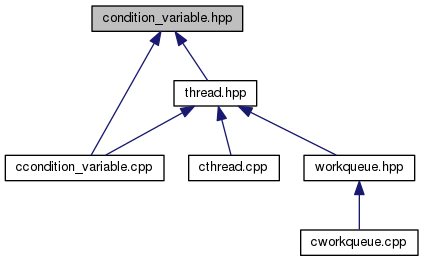 condition_variable.hpp
thread.hpp
ccondition_variable.cpp
cthread.cpp
workqueue.hpp
cworkqueue.cpp